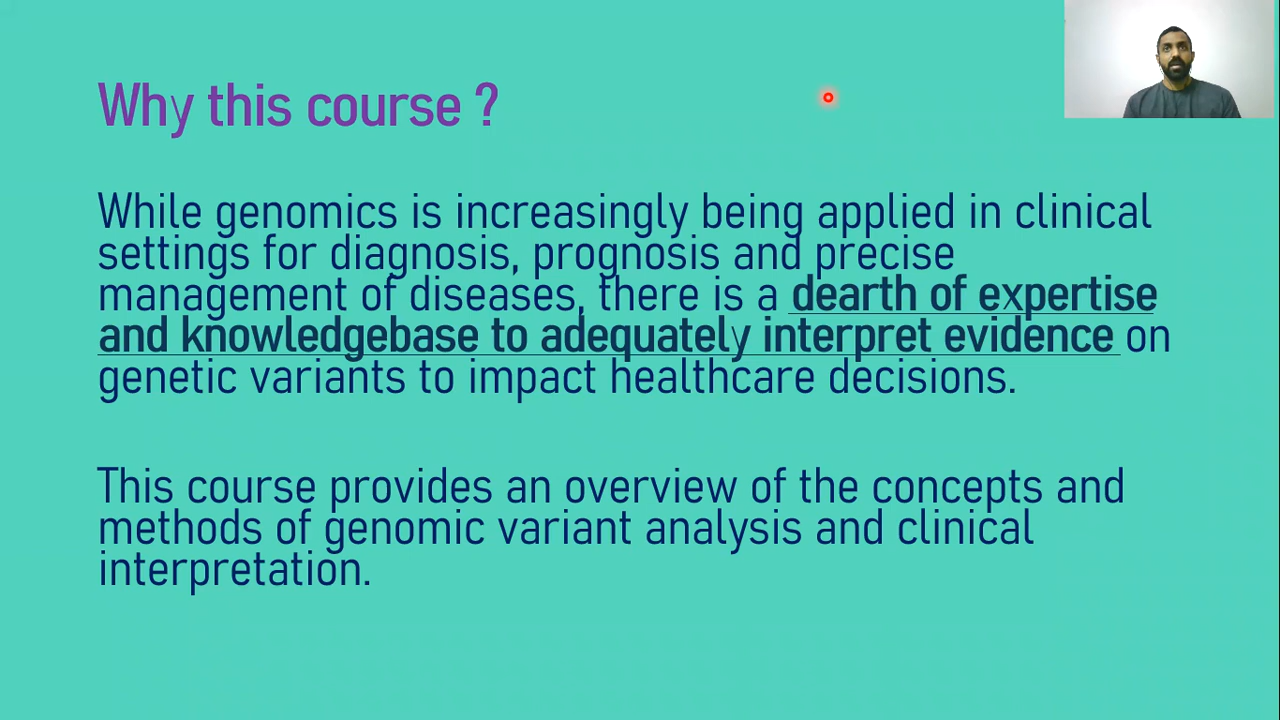 Why this course ?
While genomics is increasingly being applied in clinical
settings for diagnosis, prognosis and precise
management of diseases, there is a dearth of expertise
and knowledgebase to adequately interpret evidence on
genetic variants to impact healthcare decisions.
This course provides an overview of the concepts and
methods of genomic variant analysis and clinical
interpretation.